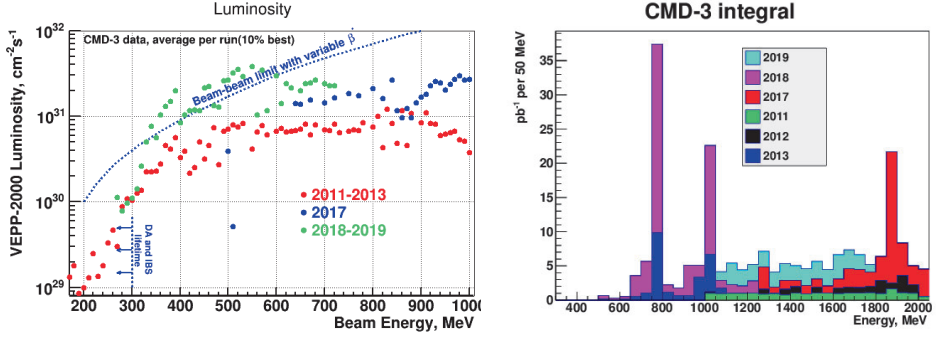 Luminosity
CMD-3 data, average per run(10% best)
Beam-beam limit with variable β
VEPP-2000 Luminosity, cm⁻²s⁻¹
10³²
10³¹
10³⁰
10²⁹
DA and IBS
lifetime
2011-2013
2017
2018-2019
200 300 400 500 600 700 800 900 1000
Beam Energy, MeV
CMD-3 integral
pb⁻¹ per 50 MeV
35
30
25
20
15
10
5
0
2019
2018
2017
2011
2012
2013
400 600 800 1000 1200 1400 1600 1800 2000
Energy, MeV